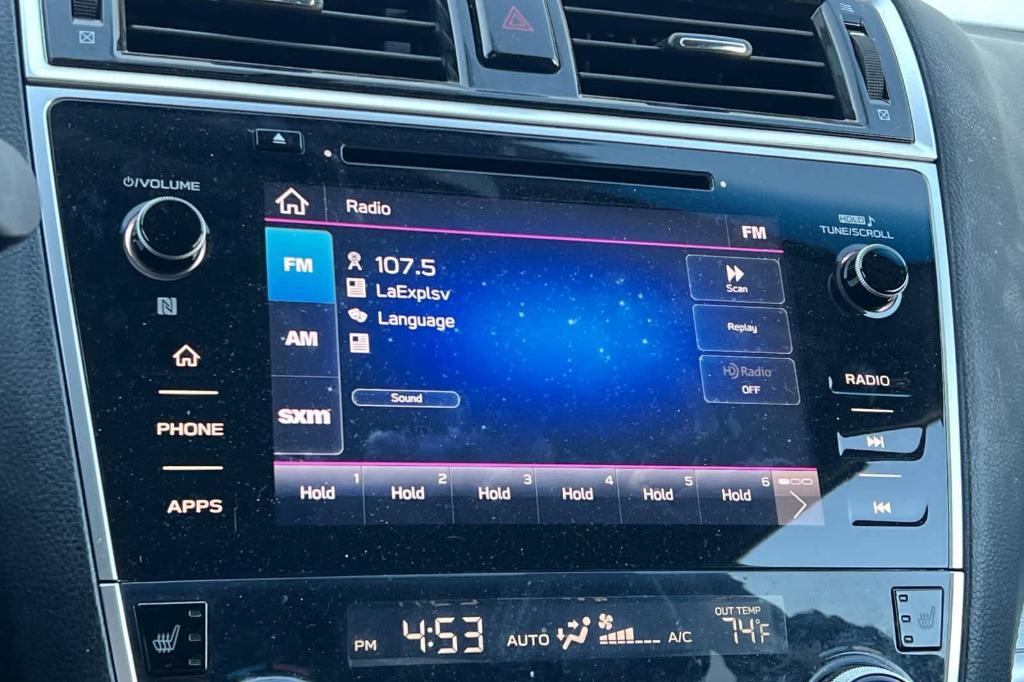 ⏻/VOLUME
HOLD ♪
TUNE/SCROLL
Radio
FM
FM
107.5
LaExplsv
Language
AM
sxm
Sound
Scan
Replay
HD Radio
OFF
N
PHONE
APPS
RADIO
Hold 1
Hold 2
Hold 3
Hold 4
Hold 5
Hold 6
PM 4:53
AUTO
A/C
OUT TEMP
74°F